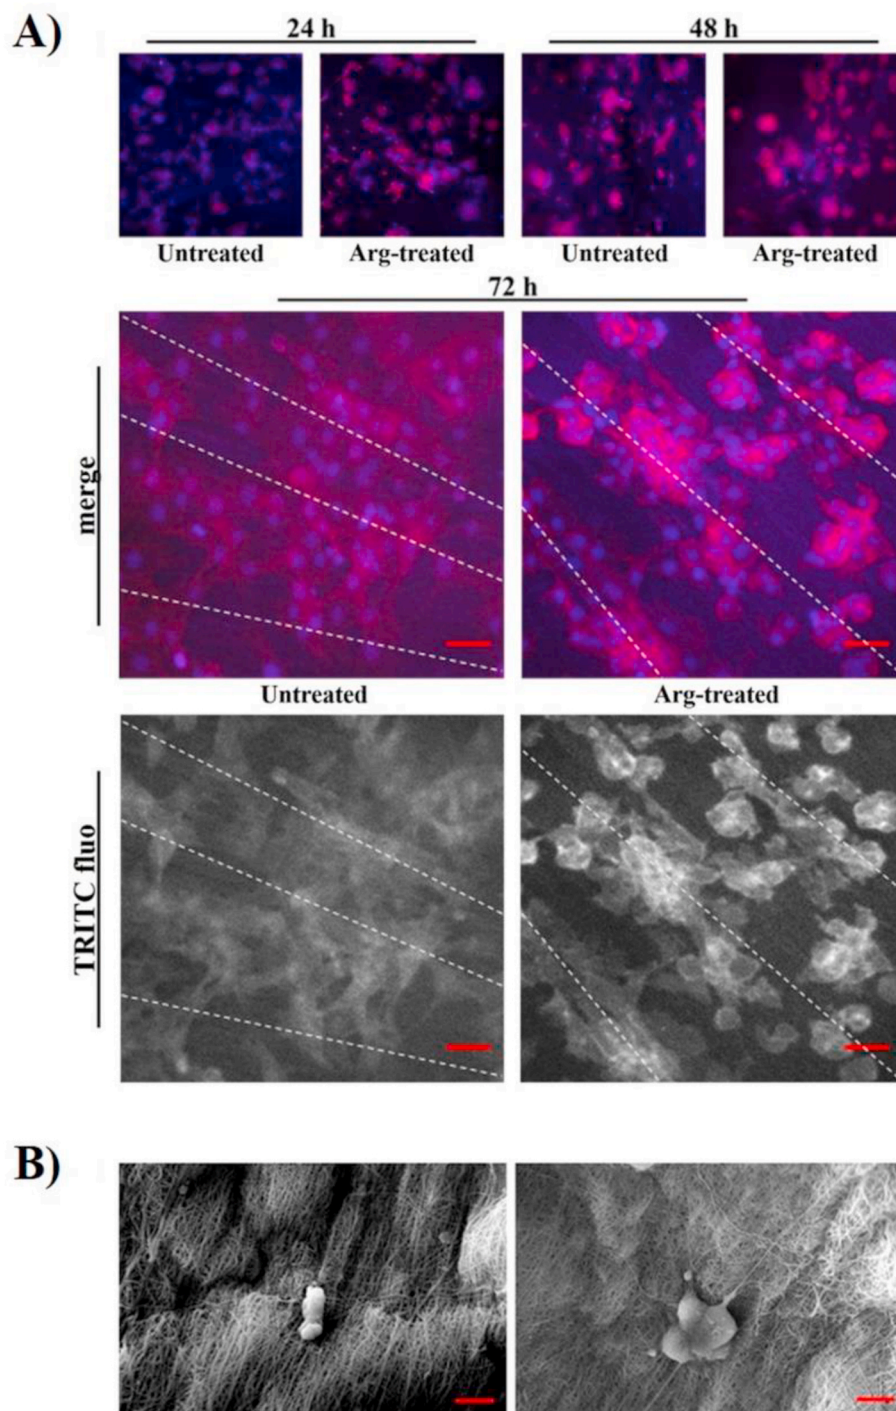 A)
24 h
48 h
Untreated
Arg-treated
Untreated
Arg-treated
72 h
merge
Untreated
Arg-treated
TRITC fluo
B)